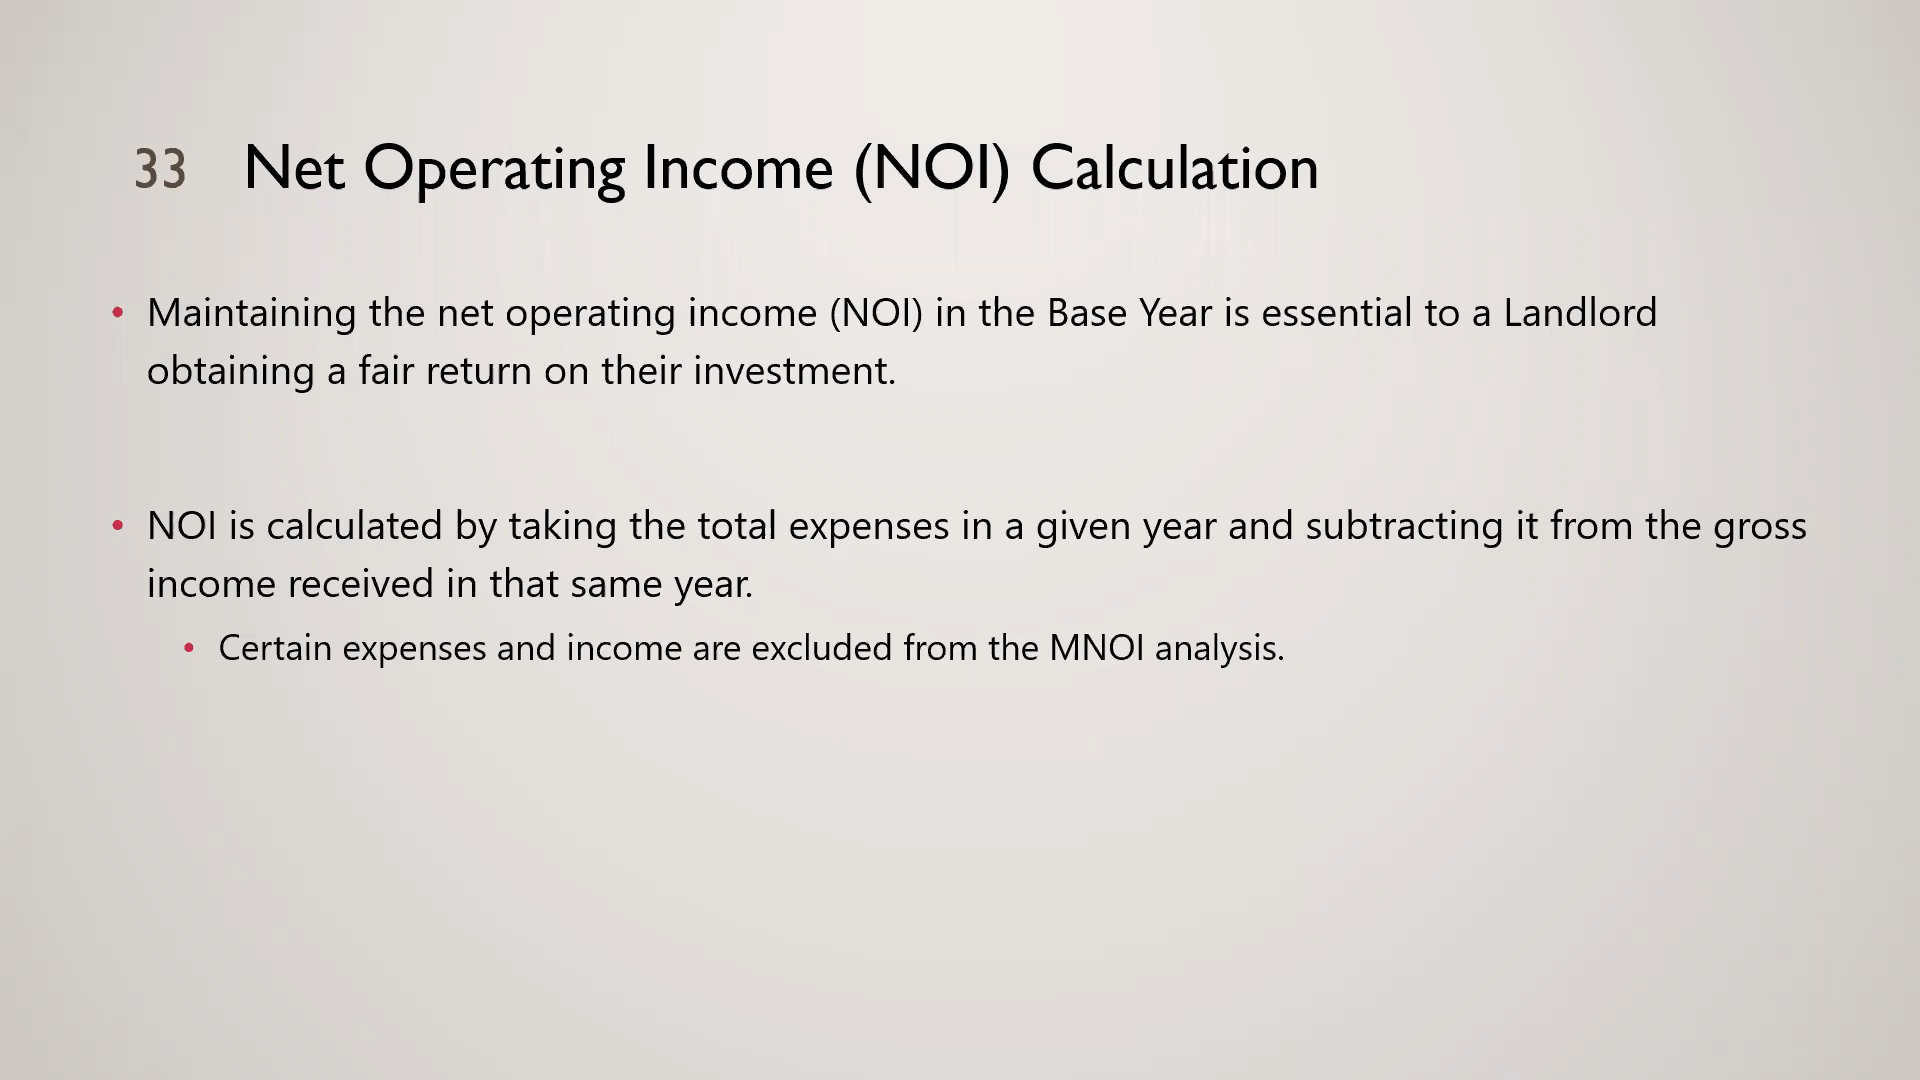 33 Net Operating Income (NOI) Calculation
• Maintaining the net operating income (NOI) in the Base Year is essential to a Landlord
obtaining a fair return on their investment.
• NOI is calculated by taking the total expenses in a given year and subtracting it from the gross
income received in that same year.
• Certain expenses and income are excluded from the MNOI analysis.